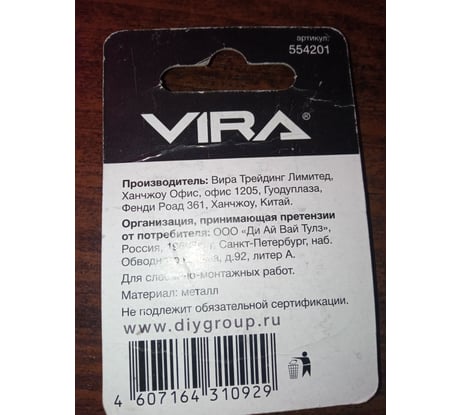 артикул:
554201
VIRA®
Производитель: Вира Трейдинг Лимитед,
Ханчжоу Офис, офис 1205, Гуодуплаза,
Фенди Роад 361, Ханчжоу, Китай.
Организация, принимающая претензии
от потребителя: ООО «Ди Ай Вай Тулз»,
Россия, г. Санкт-Петербург, наб.
д.92, литер А.
Для монтажных работ.
Материал: металл
Не подлежит обязательной сертификации.
www.diygroup.ru
4 607164 310929